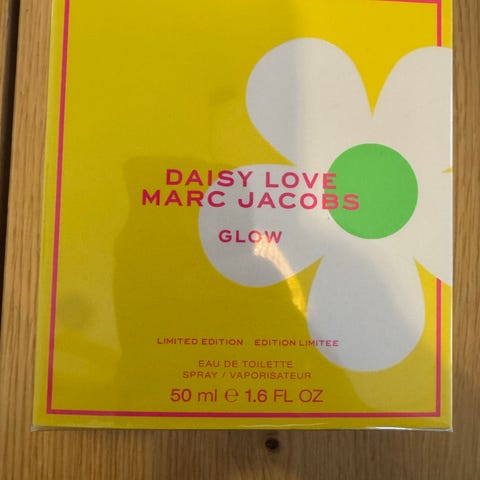 DAISY LOVE
MARC JACOBS
GLOW
LIMITED EDITION EDITION LIMITEE
EAU DE TOILETTE
SPRAY / VAPORISATEUR
50 ml ℮ 1.6 FL OZ